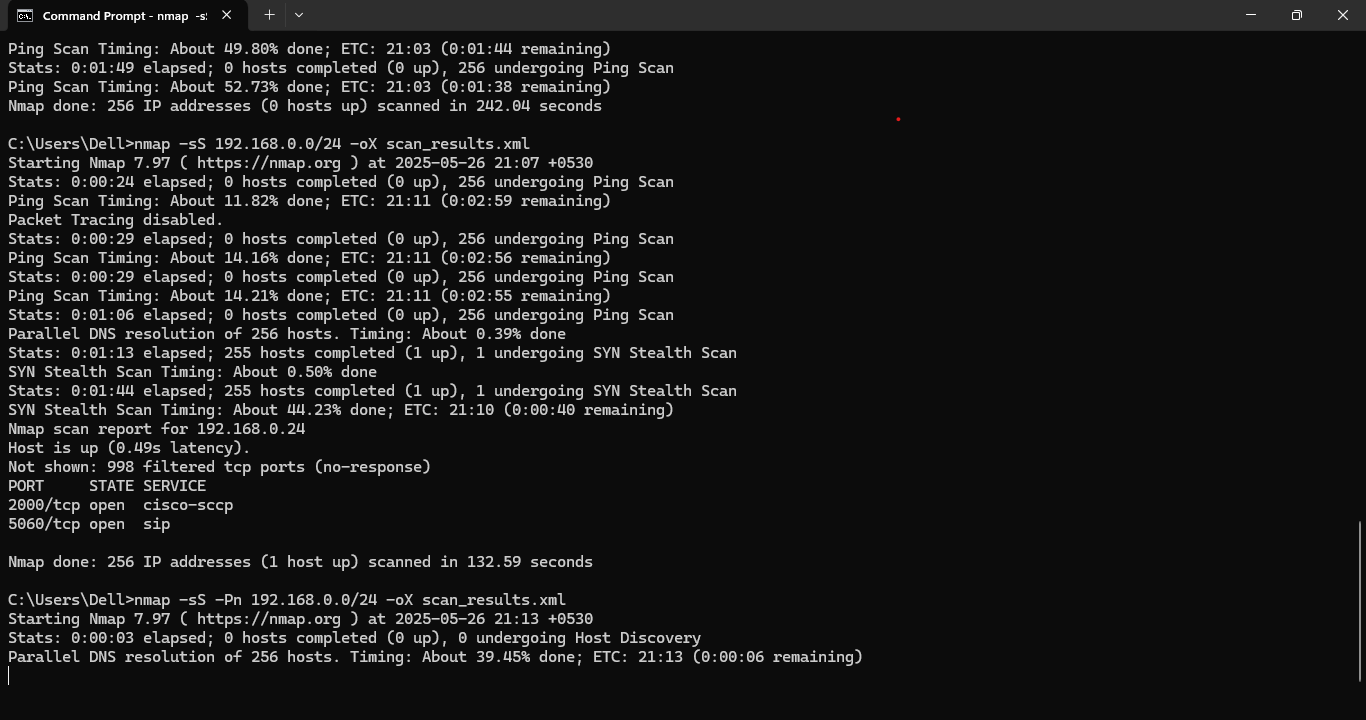 Command Prompt - nmap  -s
Ping Scan Timing: About 49.80% done; ETC: 21:03 (0:01:44 remaining)
Stats: 0:01:49 elapsed; 0 hosts completed (0 up), 256 undergoing Ping Scan
Ping Scan Timing: About 52.73% done; ETC: 21:03 (0:01:38 remaining)
Nmap done: 256 IP addresses (0 hosts up) scanned in 242.04 seconds
C:\Users\Dell>nmap -sS 192.168.0.0/24 -oX scan_results.xml
Starting Nmap 7.97 ( https://nmap.org ) at 2025-05-26 21:07 +0530
Stats: 0:00:24 elapsed; 0 hosts completed (0 up), 256 undergoing Ping Scan
Ping Scan Timing: About 11.82% done; ETC: 21:11 (0:02:59 remaining)
Packet Tracing disabled.
Stats: 0:00:29 elapsed; 0 hosts completed (0 up), 256 undergoing Ping Scan
Ping Scan Timing: About 14.16% done; ETC: 21:11 (0:02:56 remaining)
Stats: 0:00:29 elapsed; 0 hosts completed (0 up), 256 undergoing Ping Scan
Ping Scan Timing: About 14.21% done; ETC: 21:11 (0:02:55 remaining)
Stats: 0:01:06 elapsed; 0 hosts completed (0 up), 256 undergoing Ping Scan
Parallel DNS resolution of 256 hosts. Timing: About 0.39% done
Stats: 0:01:13 elapsed; 255 hosts completed (1 up), 1 undergoing SYN Stealth Scan
SYN Stealth Scan Timing: About 0.50% done
Stats: 0:01:44 elapsed; 255 hosts completed (1 up), 1 undergoing SYN Stealth Scan
SYN Stealth Scan Timing: About 44.23% done; ETC: 21:10 (0:00:40 remaining)
Nmap scan report for 192.168.0.24
Host is up (0.49s latency).
Not shown: 998 filtered tcp ports (no-response)
PORT     STATE SERVICE
2000/tcp open  cisco-sccp
5060/tcp open  sip
Nmap done: 256 IP addresses (1 host up) scanned in 132.59 seconds
C:\Users\Dell>nmap -sS -Pn 192.168.0.0/24 -oX scan_results.xml
Starting Nmap 7.97 ( https://nmap.org ) at 2025-05-26 21:13 +0530
Stats: 0:00:03 elapsed; 0 hosts completed (0 up), 0 undergoing Host Discovery
Parallel DNS resolution of 256 hosts. Timing: About 39.45% done; ETC: 21:13 (0:00:06 remaining)